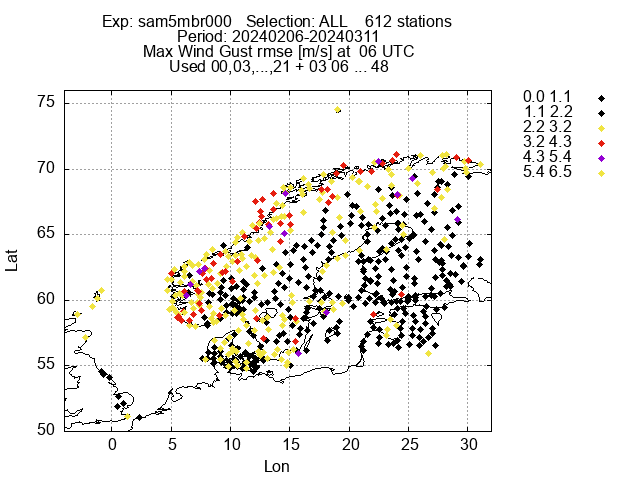 Exp: sam5mbr000 Selection: ALL 612 stations
Period: 20240206-20240311
Max Wind Gust rmse [m/s] at 06 UTC
Used 00,03,...,21 + 03 06 ... 48
0.0 1.1
1.1 2.2
2.2 3.2
3.2 4.3
4.3 5.4
5.4 6.5
75
70
65
60
55
50
Lat
0 5 10 15 20 25 30
Lon